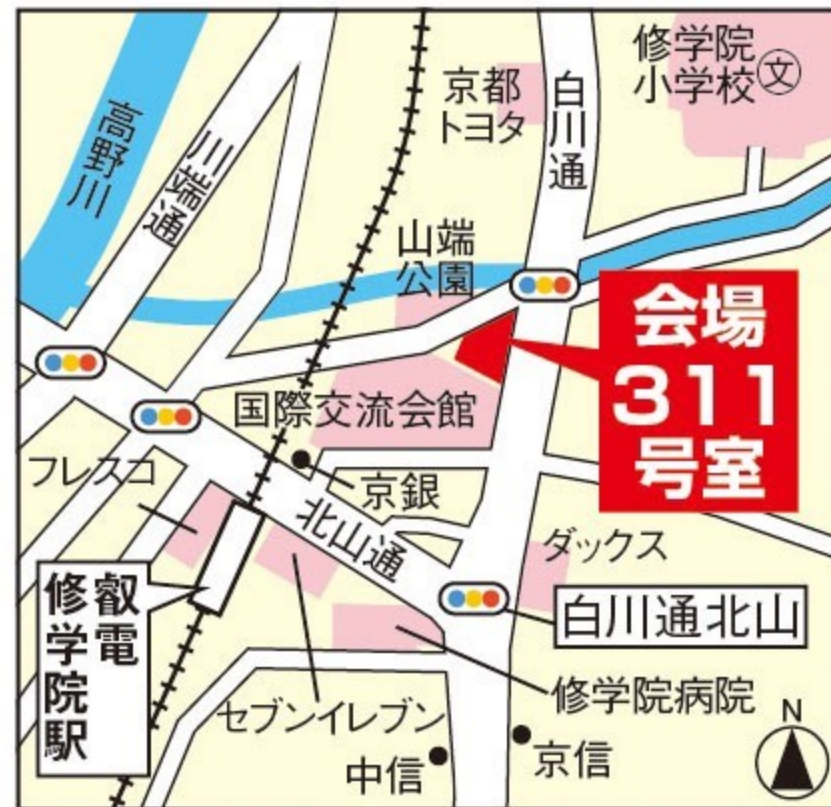 修学院
小学校
文
京都
トヨタ
白川通
高野川
川端通
山端
公園
会場
311
号室
国際交流会館
フレスコ
京銀
北山通
ダックス
叡電
修学院駅
白川通北山
修学院病院
セブンイレブン
中信
京信
N